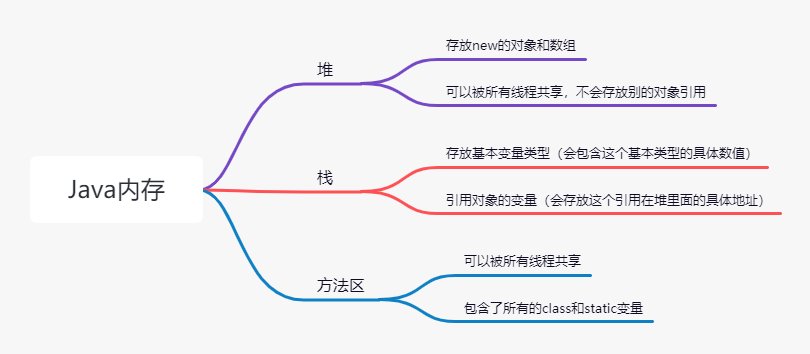 Java内存
堆
存放new的对象和数组
可以被所有线程共享，不会存放别的对象引用
栈
存放基本变量类型（会包含这个基本类型的具体数值）
引用对象的变量（会存放这个引用在堆里面的具体地址）
方法区
可以被所有线程共享
包含了所有的class和static变量